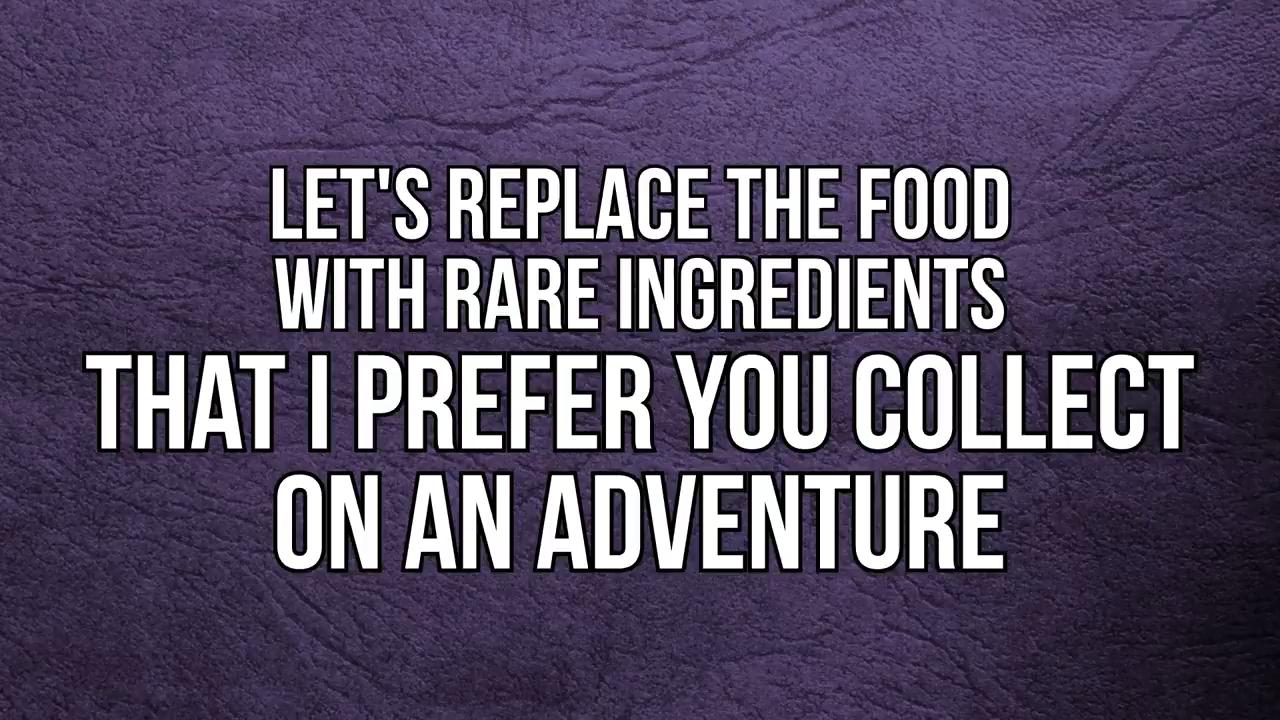 LET'S REPLACE THE FOOD
WITH RARE INGREDIENTS
THAT I PREFER YOU COLLECT
ON AN ADVENTURE